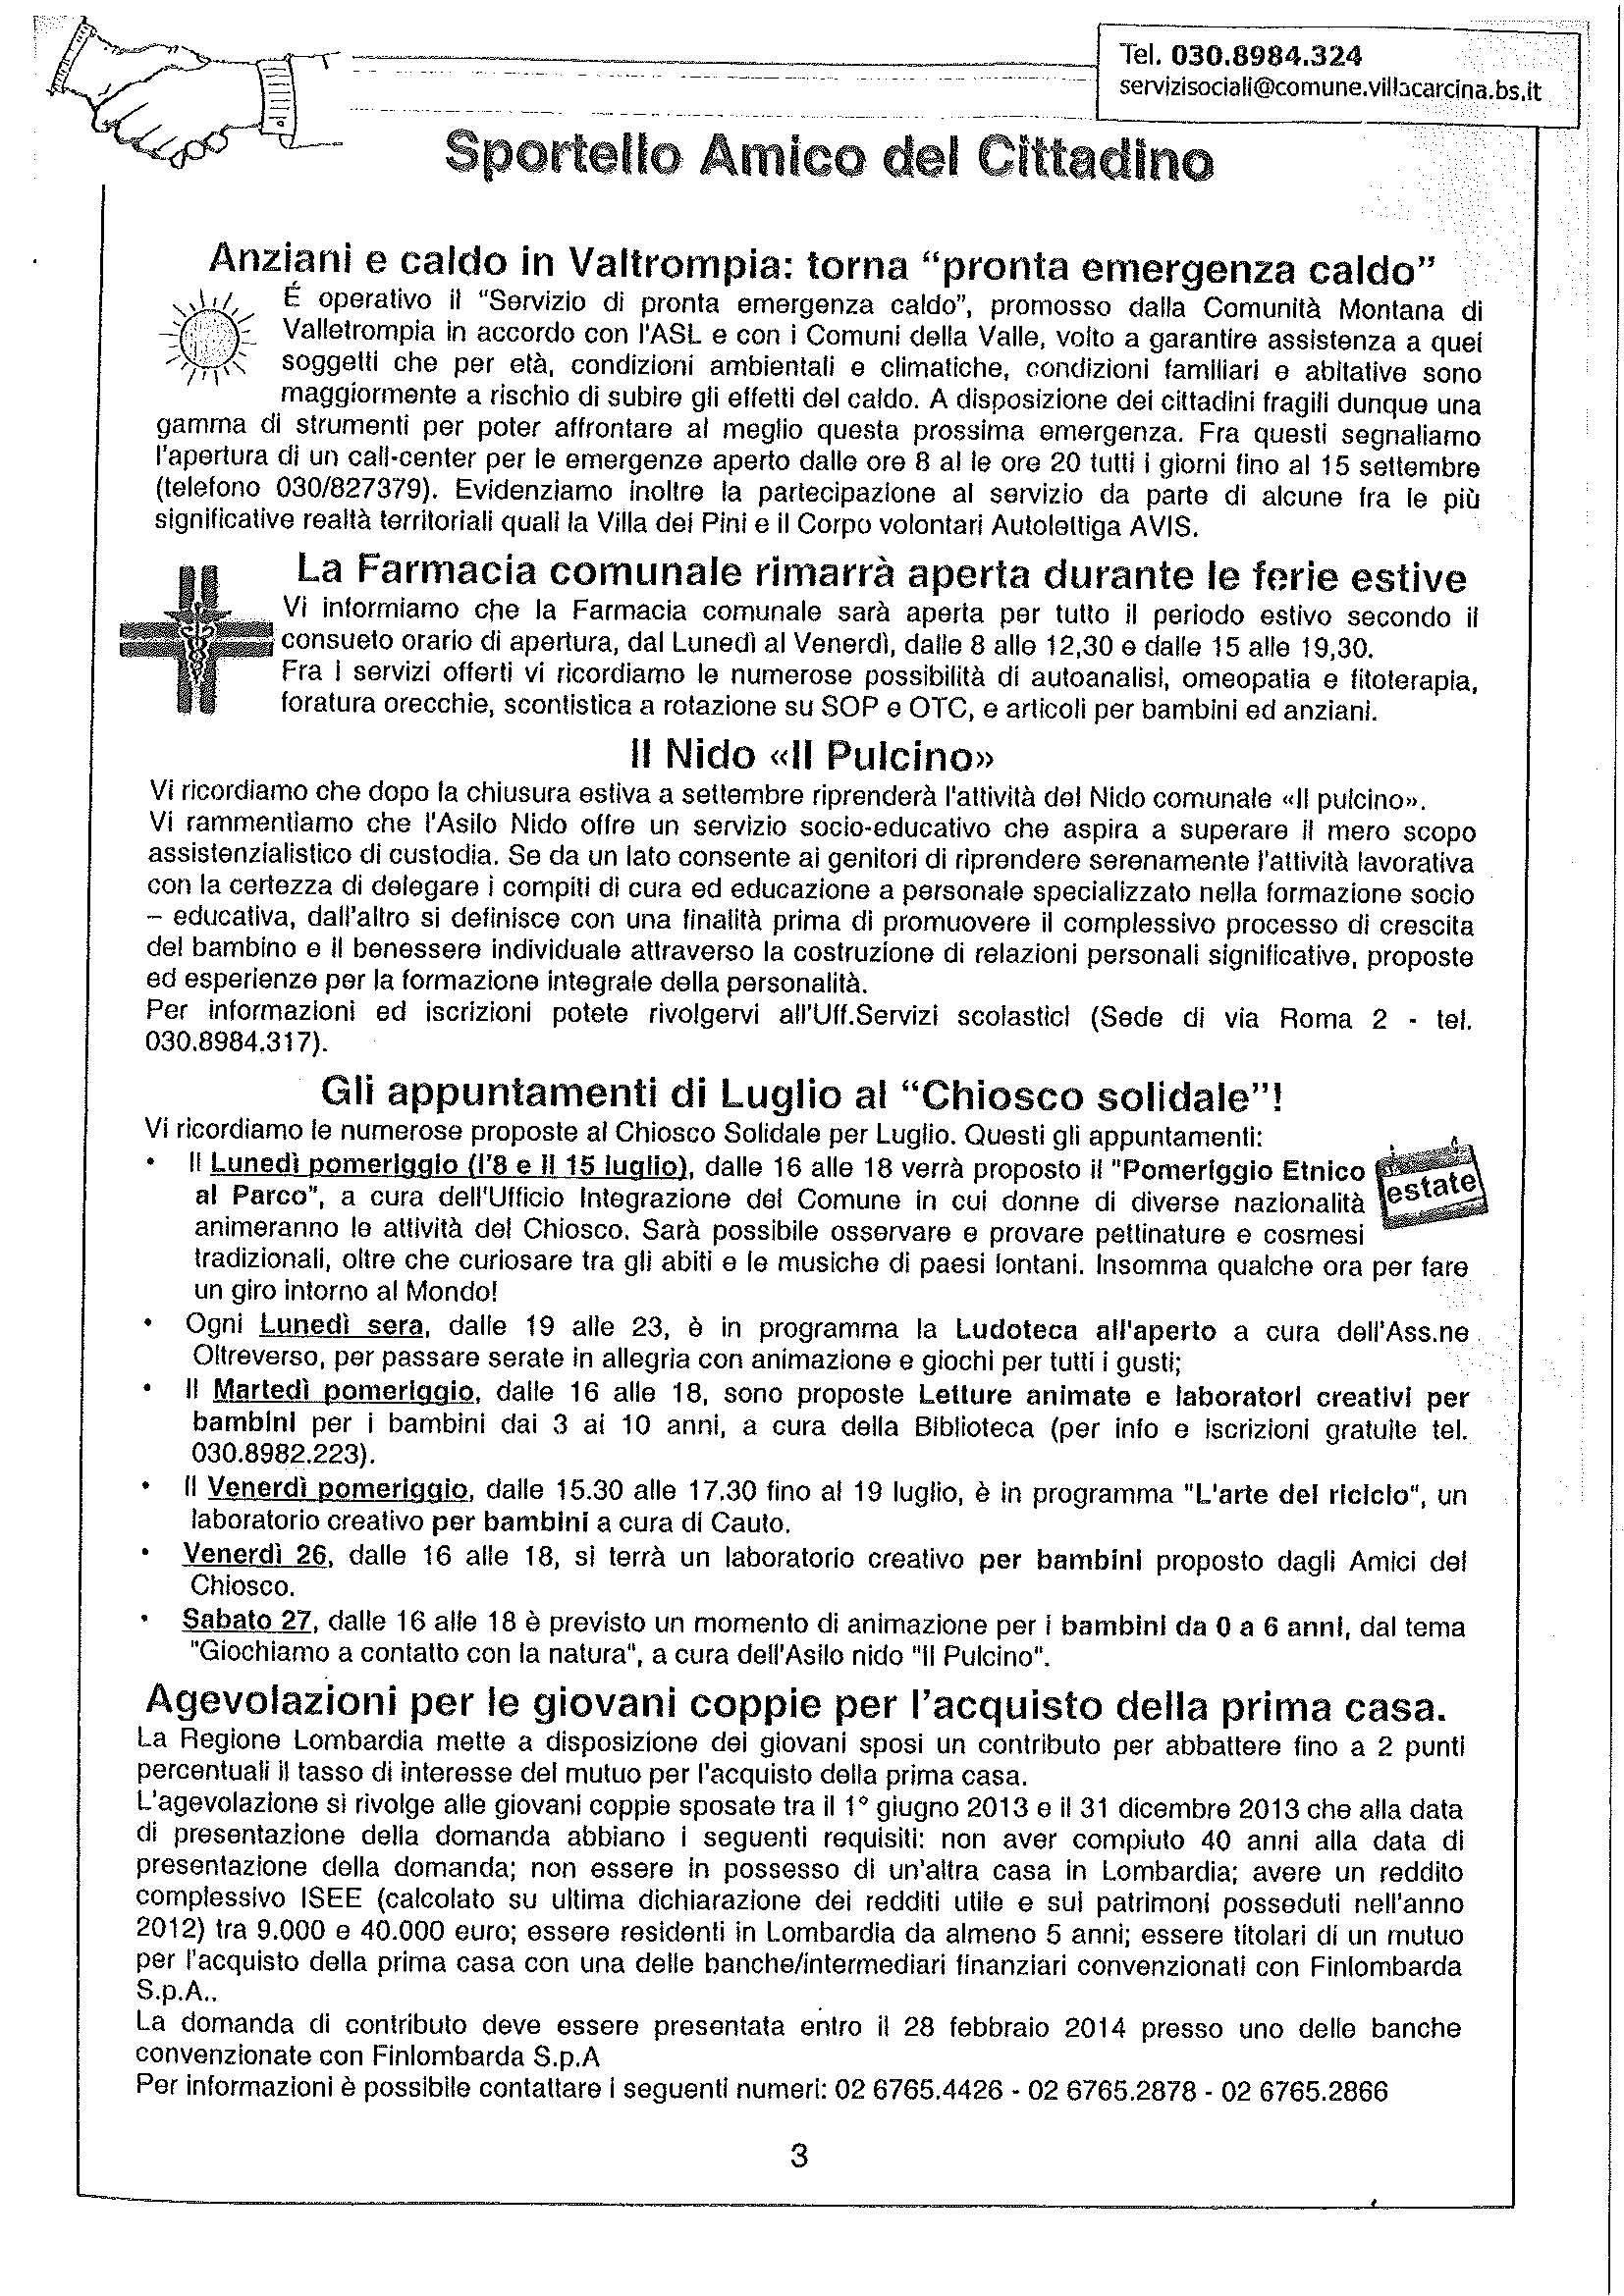 Tel. 030.8984.324
servizisociali@comune.villacarcina.bs.it
Sportello Amico del Cittadino
Anziani e caldo in Valtrompia: torna “pronta emergenza caldo”
É operativo il “Servizio di pronta emergenza caldo”, promosso dalla Comunità Montana di
Valletrompia in accordo con l'ASL e con i Comuni della Valle, volto a garantire assistenza a quei
soggetti che per età, condizioni ambientali e climatiche, condizioni familiari e abitative sono
maggiormente a rischio di subire gli effetti del caldo. A disposizione dei cittadini fragili dunque una
gamma di strumenti per poter affrontare al meglio questa prossima emergenza. Fra questi segnaliamo
l'apertura di un call-center per le emergenze aperto dalle ore 8 al le ore 20 tutti i giorni fino al 15 settembre
(telefono 030/827379). Evidenziamo inoltre la partecipazione al servizio da parte di alcune fra le più
significative realtà territoriali quali la Villa dei Pini e il Corpo volontari Autolettiga AVIS.
La Farmacia comunale rimarrà aperta durante le ferie estive
Vi informiamo che la Farmacia comunale sarà aperta per tutto il periodo estivo secondo il
consueto orario di apertura, dal Lunedì al Venerdì, dalle 8 alle 12,30 e dalle 15 alle 19,30.
Fra i servizi offerti vi ricordiamo le numerose possibilità di autoanalisi, omeopatia e fitoterapia,
foratura orecchie, scontistica a rotazione su SOP e OTC, e articoli per bambini ed anziani.
Il Nido «Il Pulcino»
Vi ricordiamo che dopo la chiusura estiva a settembre riprenderà l'attività del Nido comunale «Il pulcino».
Vi rammentiamo che l'Asilo Nido offre un servizio socio-educativo che aspira a superare il mero scopo
assistenzialistico di custodia. Se da un lato consente ai genitori di riprendere serenamente l'attività lavorativa
con la certezza di delegare i compiti di cura ed educazione a personale specializzato nella formazione socio
– educativa, dall'altro si definisce con una finalità prima di promuovere il complessivo processo di crescita
del bambino e il benessere individuale attraverso la costruzione di relazioni personali significative, proposte
ed esperienze per la formazione integrale della personalità.
Per informazioni ed iscrizioni potete rivolgervi all'Uff.Servizi scolastici (Sede di via Roma 2 - tel.
030.8984.317).
Gli appuntamenti di Luglio al “Chiosco solidale”!
Vi ricordiamo le numerose proposte al Chiosco Solidale per Luglio. Questi gli appuntamenti:
• Il Lunedì pomeriggio (l'8 e il 15 luglio), dalle 16 alle 18 verrà proposto il "Pomeriggio Etnico
al Parco", a cura dell'Ufficio Integrazione del Comune in cui donne di diverse nazionalità
animeranno le attività del Chiosco. Sarà possibile osservare e provare pettinature e cosmesi
tradizionali, oltre che curiosare tra gli abiti e le musiche di paesi lontani. Insomma qualche ora per fare
un giro intorno al Mondo!
estate
• Ogni Lunedì sera, dalle 19 alle 23, è in programma la Ludoteca all'aperto a cura dell'Ass.ne
Oltreverso, per passare serate in allegria con animazione e giochi per tutti i gusti;
• Il Martedì pomeriggio, dalle 16 alle 18, sono proposte Letture animate e laboratori creativi per
bambini per i bambini dai 3 ai 10 anni, a cura della Biblioteca (per info e iscrizioni gratuite tel.
030.8982.223).
• Il Venerdì pomeriggio, dalle 15.30 alle 17.30 fino al 19 luglio, è in programma "L'arte del riciclo", un
laboratorio creativo per bambini a cura di Cauto.
• Venerdì 26, dalle 16 alle 18, si terrà un laboratorio creativo per bambini proposto dagli Amici del
Chiosco.
• Sabato 27, dalle 16 alle 18 è previsto un momento di animazione per i bambini da 0 a 6 anni, dal tema
"Giochiamo a contatto con la natura", a cura dell'Asilo nido "Il Pulcino".
Agevolazioni per le giovani coppie per l’acquisto della prima casa.
La Regione Lombardia mette a disposizione dei giovani sposi un contributo per abbattere fino a 2 punti
percentuali il tasso di interesse del mutuo per l'acquisto della prima casa.
L'agevolazione si rivolge alle giovani coppie sposate tra il 1° giugno 2013 e il 31 dicembre 2013 che alla data
di presentazione della domanda abbiano i seguenti requisiti: non aver compiuto 40 anni alla data di
presentazione della domanda; non essere in possesso di un'altra casa in Lombardia; avere un reddito
complessivo ISEE (calcolato su ultima dichiarazione dei redditi utile e sui patrimoni posseduti nell'anno
2012) tra 9.000 e 40.000 euro; essere residenti in Lombardia da almeno 5 anni; essere titolari di un mutuo
per l'acquisto della prima casa con una delle banche/intermediari finanziari convenzionati con Finlombarda
S.p.A..
La domanda di contributo deve essere presentata entro il 28 febbraio 2014 presso uno delle banche
convenzionate con Finlombarda S.p.A
Per informazioni è possibile contattare i seguenti numeri: 02 6765.4426 - 02 6765.2878 - 02 6765.2866
3